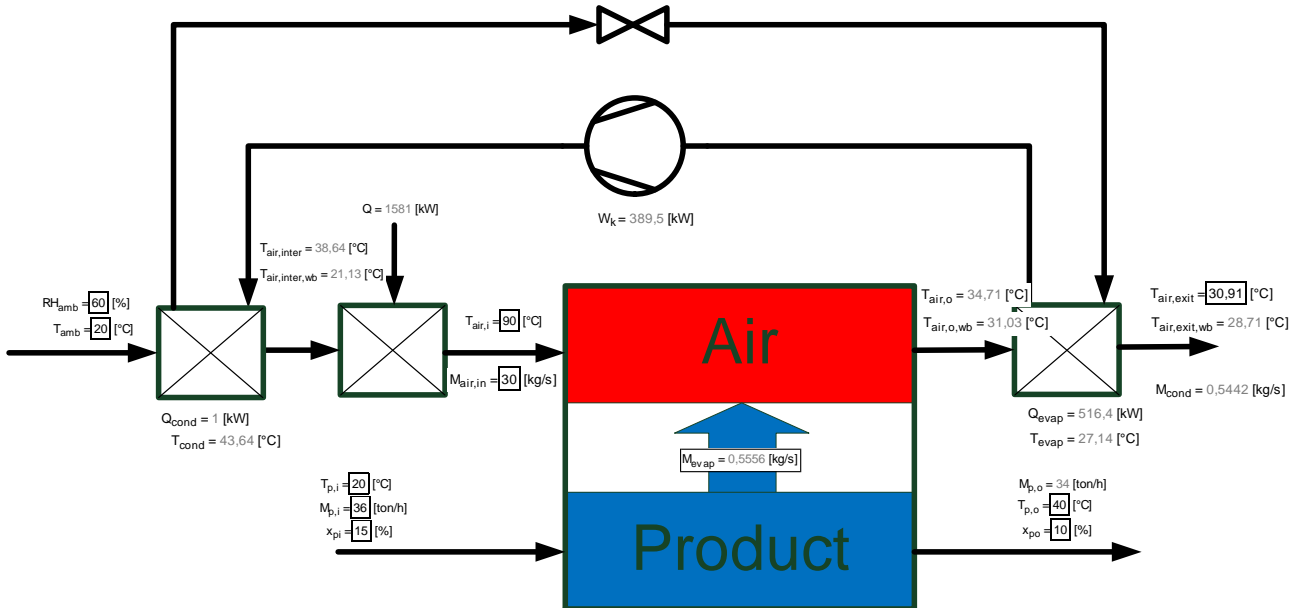 Q = 1581 [kW]
W_k = 389,5 [kW]
T_air,inter = 38,64 [°C]
T_air,inter,wb = 21,13 [°C]
RH_amb = 60 [%]
T_amb = 20 [°C]
T_air,i = 90 [°C]
M_air,in = 30 [kg/s]
Air
T_air,o = 34,71 [°C]
T_air,o,wb = 31,03 [°C]
T_air,exit = 30,91 [°C]
T_air,exit,wb = 28,71 [°C]
M_cond = 0,5442 [kg/s]
Q_cond = 1 [kW]
T_cond = 43,64 [°C]
Q_evap = 516,4 [kW]
T_evap = 27,14 [°C]
M_evap = 0,5556 [kg/s]
T_p,i = 20 [°C]
M_p,i = 36 [ton/h]
x_pi = 15 [%]
Product
M_p,o = 34 [ton/h]
T_p,o = 40 [°C]
x_po = 10 [%]